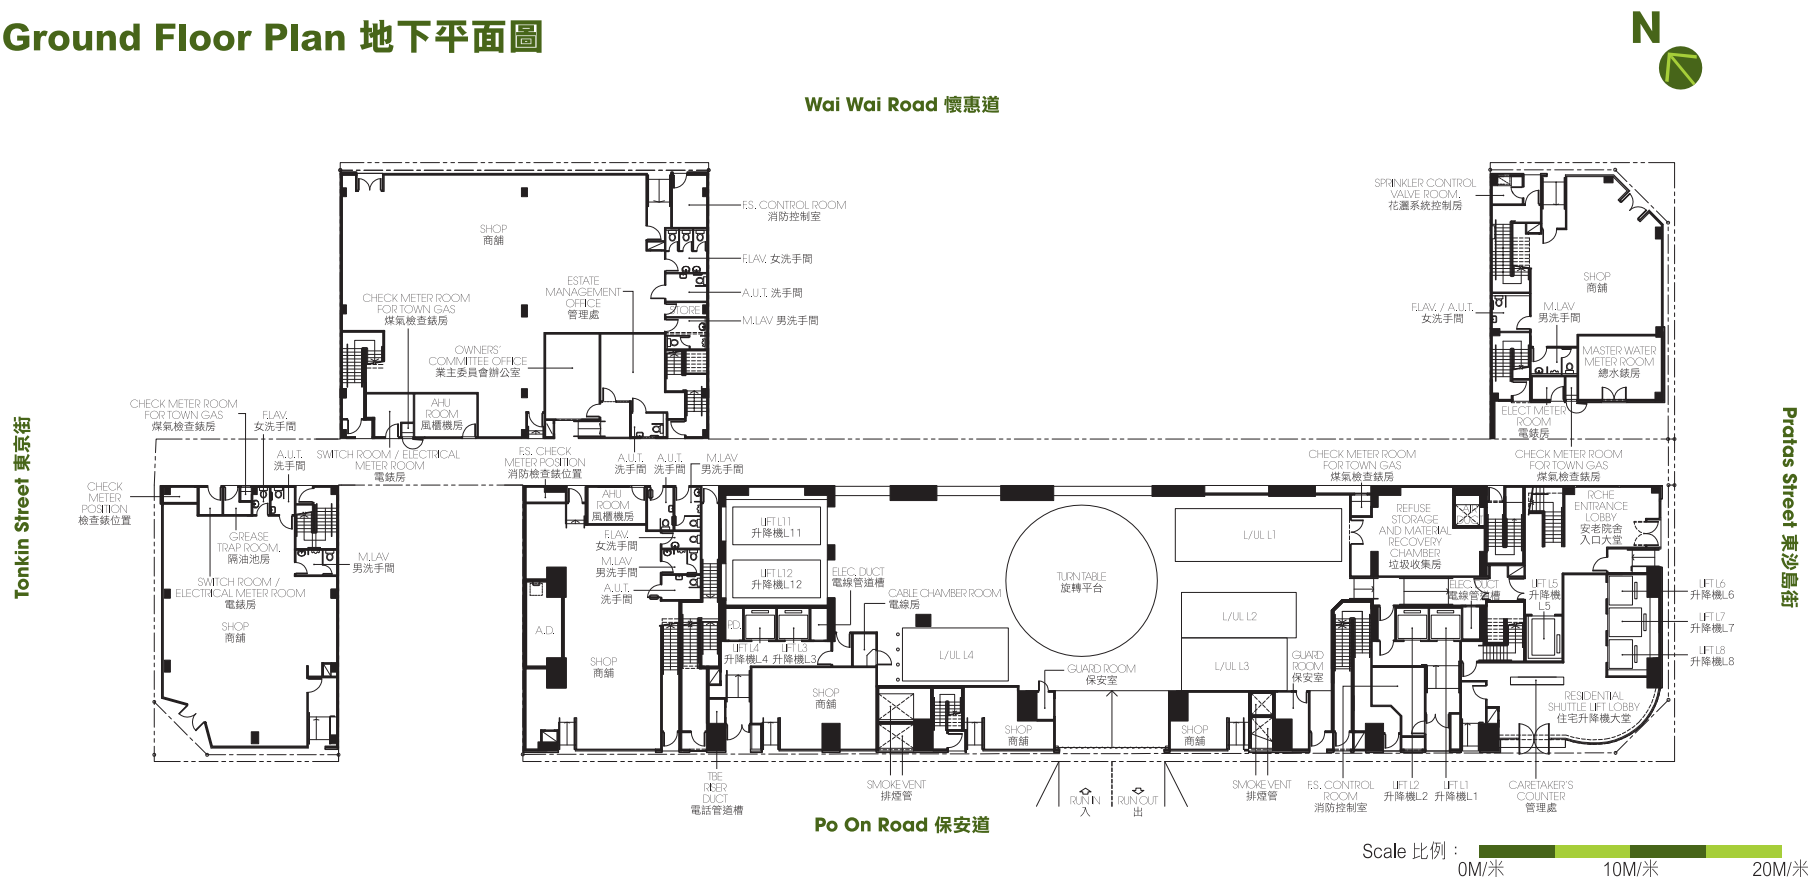 Ground Floor Plan 地下平面圖
N
Wai Wai Road 懷惠道
SHOP
商舖
F.S. CONTROL ROOM
消防控制室
F.LAV. 女洗手間
A.U.T. 洗手間
STORE
M.LAV 男洗手間
ESTATE
MANAGEMENT
OFFICE
管理處
CHECK METER ROOM
FOR TOWN GAS
煤氣檢查錶房
OWNERS'
COMMITTEE OFFICE
業主委員會辦公室
AHU
ROOM
風櫃機房
SWITCH ROOM / ELECTRICAL
METER ROOM
電錶房
F.S. CHECK
METER POSITION
消防檢查錶位置
A.U.T.
洗手間
A.U.T.
洗手間
M.LAV
男洗手間
SPRINKLER CONTROL
VALVE ROOM.
花灑系統控制房
SHOP
商舖
F.LAV. / A.U.T.
女洗手間
M.LAV
男洗手間
MASTER WATER
METER ROOM
總水錶房
ELECT METER
ROOM
電錶房
CHECK METER ROOM
FOR TOWN GAS
煤氣檢查錶房
CHECK METER ROOM
FOR TOWN GAS
煤氣檢查錶房
Tonkin Street 東京街
Pratas Street 東沙島街
CHECK METER ROOM
FOR TOWN GAS
煤氣檢查錶房
F.LAV.
女洗手間
A.U.T.
洗手間
CHECK
METER
POSITION
檢查錶位置
GREASE
TRAP ROOM.
隔油池房
M.LAV
男洗手間
SWITCH ROOM /
ELECTRICAL METER ROOM
電錶房
SHOP
商舖
AHU
ROOM
風櫃機房
F.LAV.
女洗手間
M.LAV
男洗手間
A.U.T.
洗手間
A.D.
SHOP
商舖
LIFT L11
升降機L11
LIFT L12
升降機L12
P.D.
LIFT L4
升降機L4
LIFT L3
升降機L3
ELEC. DUCT
電線管道槽
CABLE CHAMBER ROOM
電線房
SHOP
商舖
TBE
RISER
DUCT
電話管道槽
L/UL L4
TURNTABLE
旋轉平台
L/UL L1
L/UL L2
L/UL L3
GUARD ROOM
保安室
GUARD
ROOM
保安室
SHOP
商舖
SHOP
商舖
SMOKE VENT
排煙管
SMOKE VENT
排煙管
RUN IN
入
RUN OUT
出
REFUSE
STORAGE
AND MATERIAL
RECOVERY
CHAMBER
垃圾收集房
ELEC. DUCT
電線管道槽
RCHE
ENTRANCE
LOBBY
安老院舍
入口大堂
LIFT L5
升降機
L5
LIFT L6
升降機L6
LIFT L7
升降機L7
LIFT L8
升降機L8
RESIDENTIAL
SHUTTLE LIFT LOBBY
住宅升降機大堂
F.S. CONTROL
ROOM
消防控制室
LIFT L2
升降機L2
LIFT L1
升降機L1
CARETAKER'S
COUNTER
管理處
Po On Road 保安道
Scale 比例：
0M/米
10M/米
20M/米